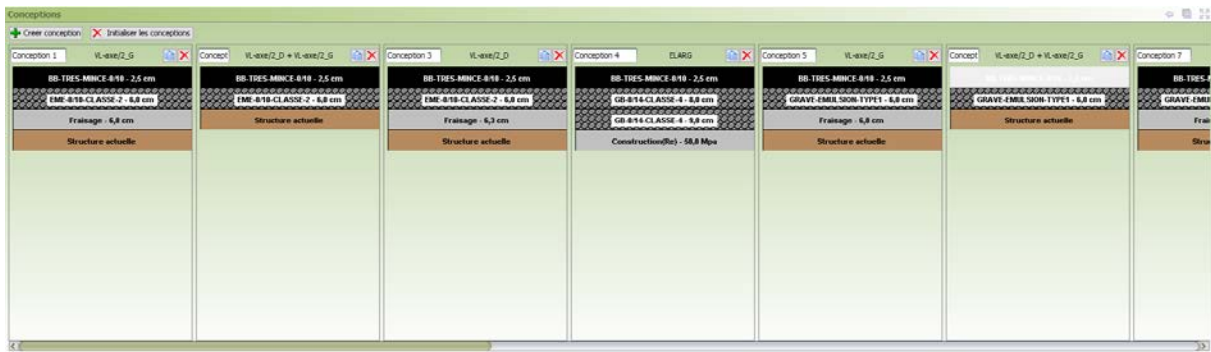 Conceptions
Creer conception Initialiser les conceptions
Conception 1 VL-axe/2_G
BB-TRES-MINCE-0/10 - 2,5 cm
EME-0/10-CLASSE-2 - 6,0 cm
Fraisage - 6,0 cm
Structure actuelle
Concept VL-axe/2_D + VL-axe/2_G
BB-TRES-MINCE-0/10 - 2,5 cm
EME-0/10-CLASSE-2 - 6,0 cm
Structure actuelle
Conception 3 VL-axe/2_D
BB-TRES-MINCE-0/10 - 2,5 cm
EME-0/10-CLASSE-2 - 6,0 cm
Fraisage - 6,3 cm
Structure actuelle
Conception 4 ELARG
BB-TRES-MINCE-0/10 - 2,5 cm
GB-0/14-CLASSE-4 - 8,0 cm
GB-0/14-CLASSE-4 - 9,0 cm
Construction(Re) - 50,0 Mpa
Conception 5 VL-axe/2_G
BB-TRES-MINCE-0/10 - 2,5 cm
GRAVE-EMULSION-TYPE1 - 6,0 cm
Fraisage - 6,0 cm
Structure actuelle
Concept VL-axe/2_D + VL-axe/2_G
GRAVE-EMULSION-TYPE1 - 6,0 cm
Structure actuelle
Conception 7
BB-TRES-M
GRAVE-EMUL
Frai
Stru